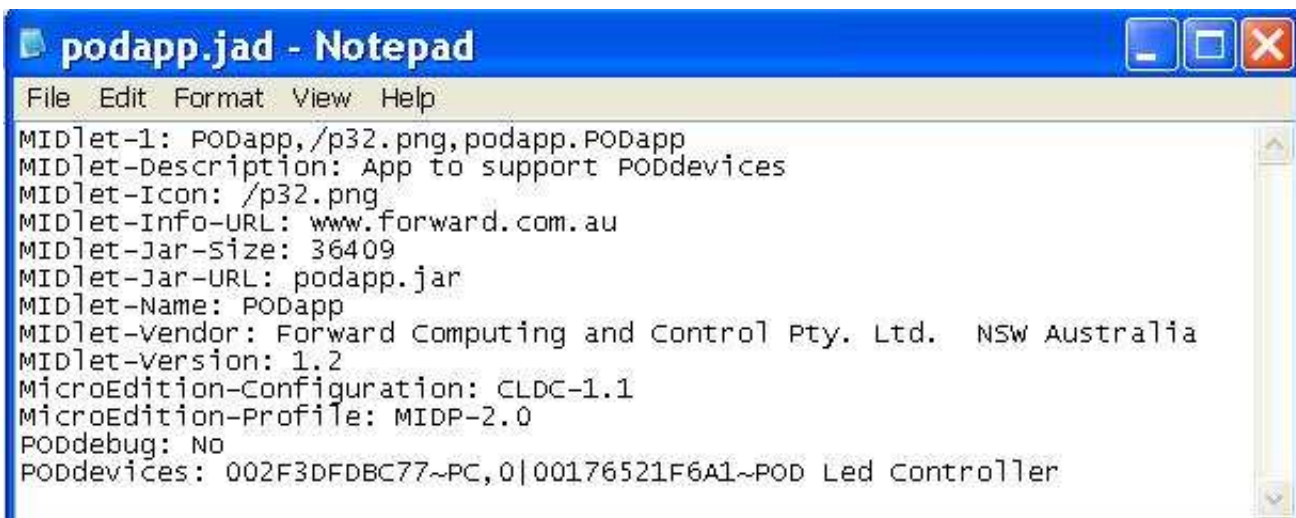 podapp.jad - Notepad
File Edit Format View Help
MIDlet-1: PODapp,/p32.png,podapp.PODapp
MIDlet-Description: App to support PODdevices
MIDlet-Icon: /p32.png
MIDlet-Info-URL: www.forward.com.au
MIDlet-Jar-Size: 36409
MIDlet-Jar-URL: podapp.jar
MIDlet-Name: PODapp
MIDlet-Vendor: Forward Computing and Control Pty. Ltd.  NSW Australia
MIDlet-Version: 1.2
MicroEdition-Configuration: CLDC-1.1
MicroEdition-Profile: MIDP-2.0
PODdebug: No
PODdevices: 002F3DFDBC77~PC,0|00176521F6A1~POD Led Controller